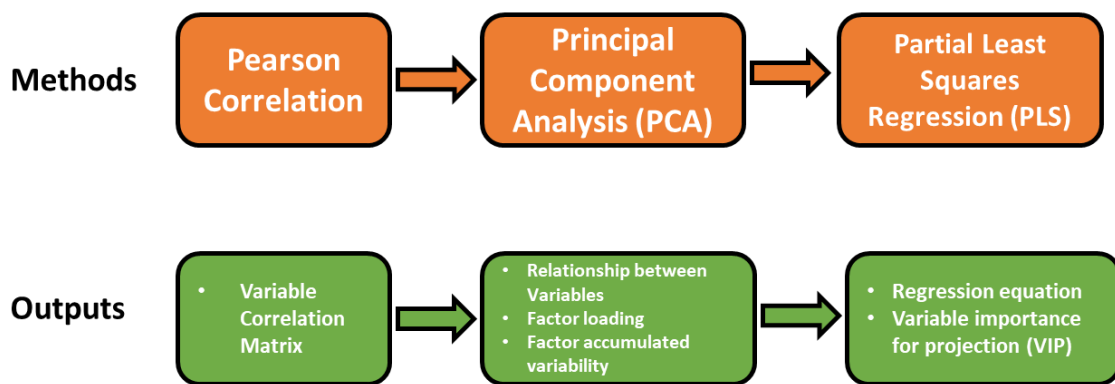 Methods
Pearson
Correlation
Principal
Component
Analysis (PCA)
Partial Least
Squares
Regression (PLS)
Outputs
• Variable
Correlation
Matrix
• Relationship between
Variables
• Factor loading
• Factor accumulated
variability
• Regression equation
• Variable importance
for projection (VIP)